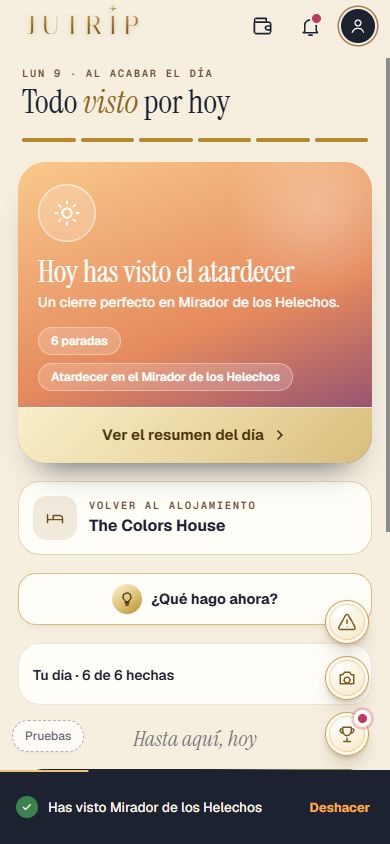 JUTRIP
LUN 9 · AL ACABAR EL DÍA
Todo visto por hoy
Hoy has visto el atardecer
Un cierre perfecto en Mirador de los Helechos.
6 paradas
Atardecer en el Mirador de los Helechos
Ver el resumen del día
VOLVER AL ALOJAMIENTO
The Colors House
¿Qué hago ahora?
Tu día · 6 de 6 hechas
Pruebas
Hasta aquí, hoy
Has visto Mirador de los Helechos
Deshacer